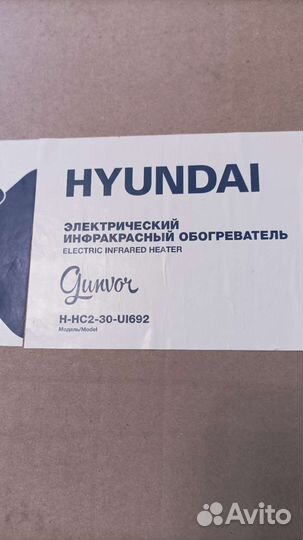 HYUNDAI
ЭЛЕКТРИЧЕСКИЙ
ИНФРАКРАСНЫЙ ОБОГРЕВАТЕЛЬ
ELECTRIC INFRARED HEATER
Gunvor
H-HC2-30-UI692
Модель/Model
Avito